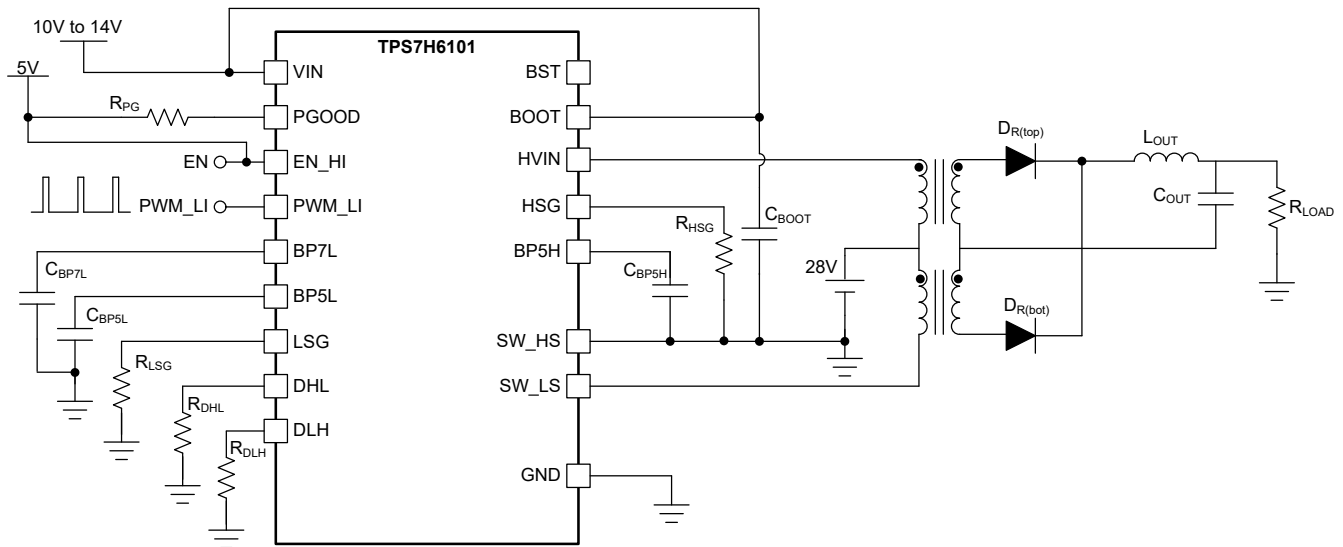 10V to 14V
TPS7H6101
5V
VIN
BST
R_PG
PGOOD
BOOT
EN
EN_HI
HVIN
PWM_LI
PWM_LI
HSG
BP7L
BP5H
BP5L
LSG
SW_HS
DHL
SW_LS
DLH
GND
C_BP7L
C_BP5L
R_LSG
R_DHL
R_DLH
R_HSG
C_BOOT
C_BP5H
28V
D_R(top)
L_OUT
C_OUT
R_LOAD
D_R(bot)